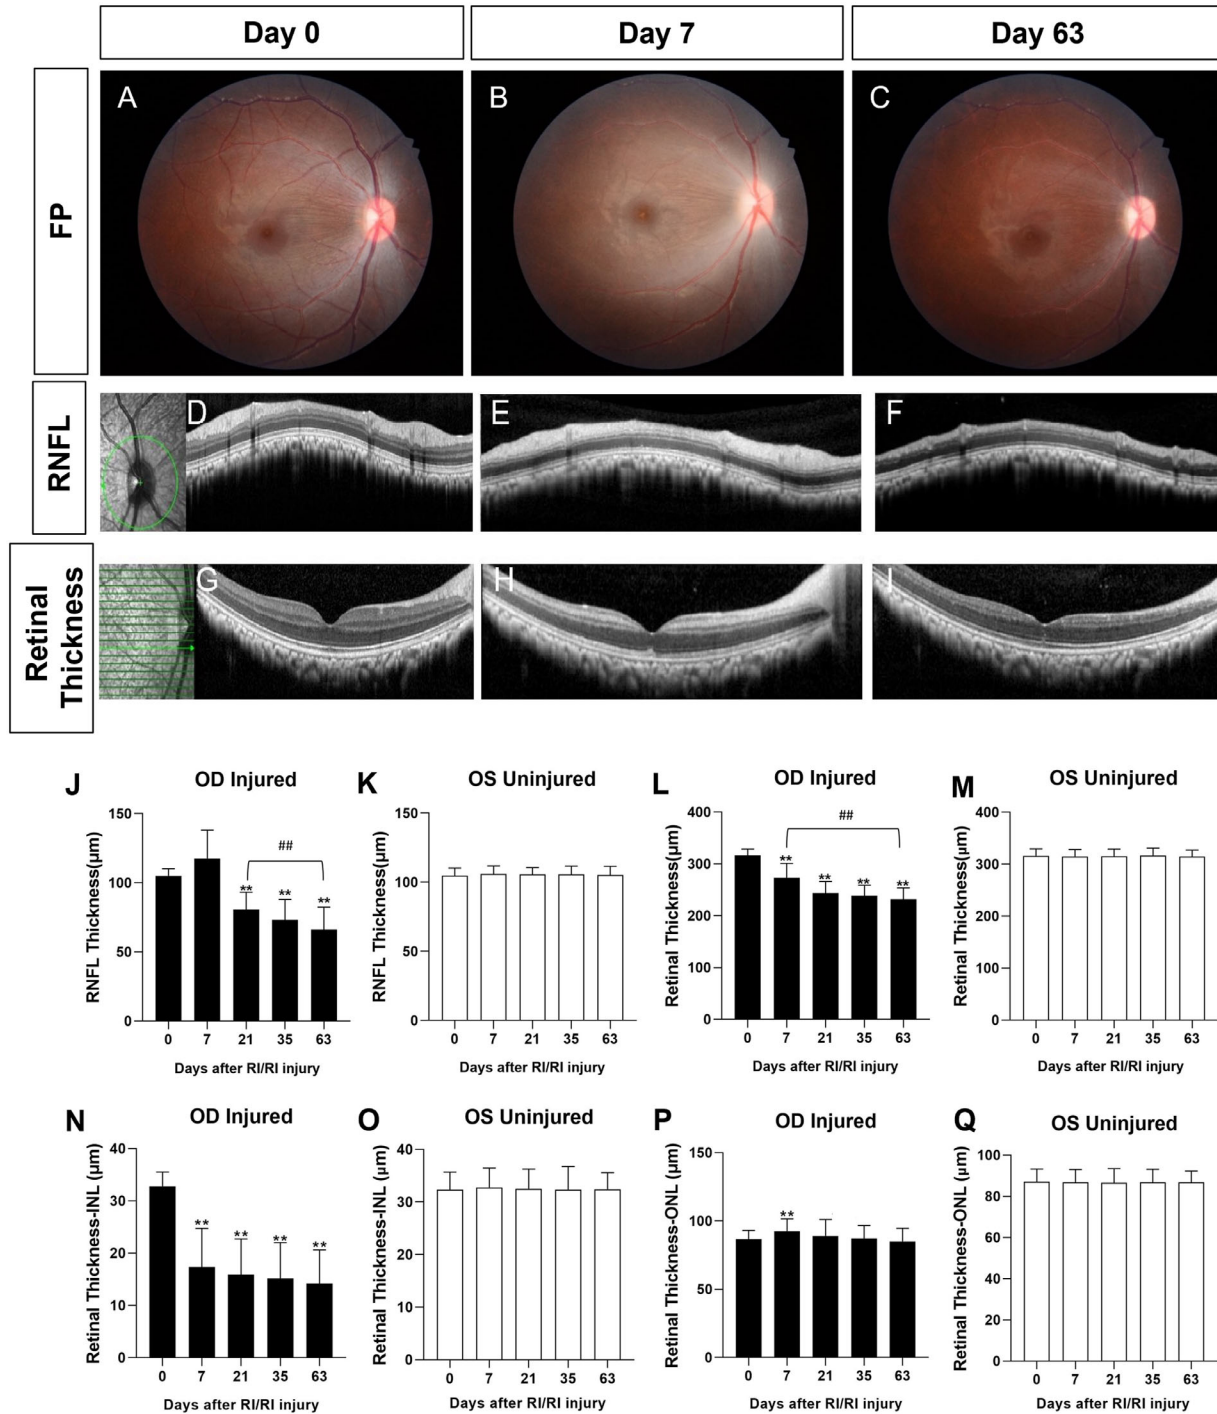 Day 0
Day 7
Day 63
FP
A
B
C
RNFL
D
E
F
Retinal
Thickness
G
H
I
J
OD Injured
RNFL Thickness(μm)
150
100
50
0
##
** ** **
0 7 21 35 63
Days after RI/RI injury
K
OS Uninjured
RNFL Thickness(μm)
150
100
50
0
0 7 21 35 63
Days after RI/RI injury
L
OD Injured
Retinal Thickness(μm)
400
300
200
100
0
##
** ** ** **
0 7 21 35 63
Days after RI/RI injury
M
OS Uninjured
Retinal Thickness(μm)
400
300
200
100
0
0 7 21 35 63
Days after RI/RI injury
N
OD Injured
Retinal Thickness-INL (μm)
40
30
20
10
0
** ** ** **
0 7 21 35 63
Days after RI/RI injury
O
OS Uninjured
Retinal Thickness-INL (μm)
40
30
20
10
0
0 7 21 35 63
Days after RI/RI injury
P
OD Injured
Retinal Thickness-ONL (μm)
150
100
50
0
**
0 7 21 35 63
Days after RI/RI injury
Q
OS Uninjured
Retinal Thickness-ONL (μm)
100
80
60
40
20
0
0 7 21 35 63
Days after RI/RI injury